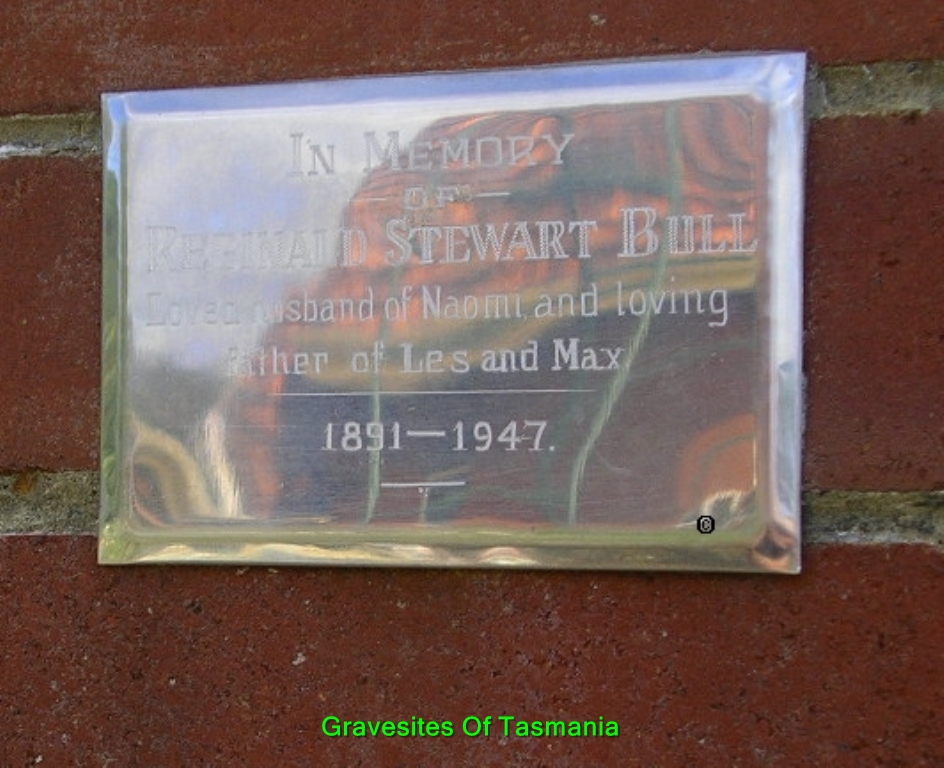 In Memory
— OF —
Reginald Stewart Bull
Loved husband of Naomi, and loving
father of Les and Max.
1891—1947.
©
Gravesites Of Tasmania